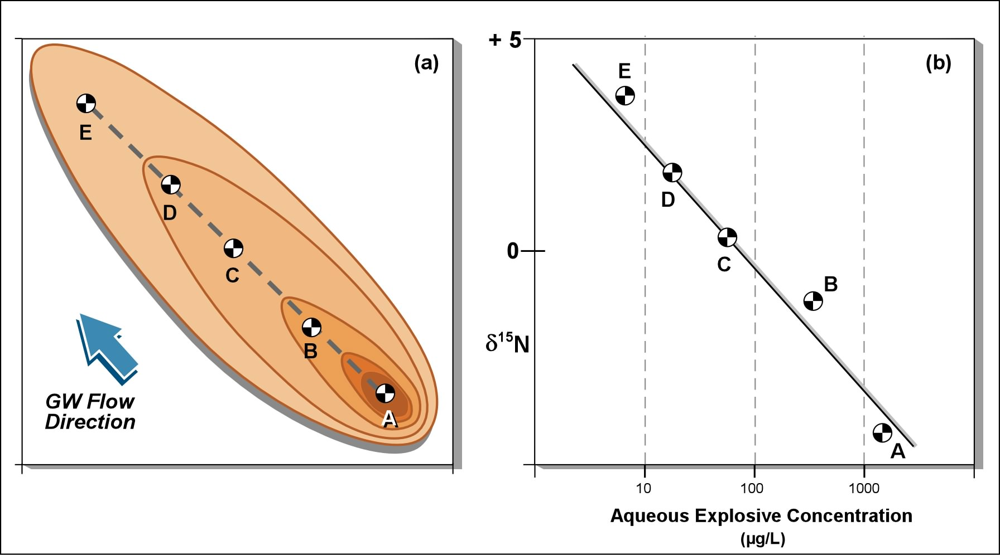 (a)
E
D
C
B
A
GW Flow
Direction
+ 5
(b)
E
D
C
0
B
δ¹⁵N
A
10 100 1000
Aqueous Explosive Concentration
(µg/L)